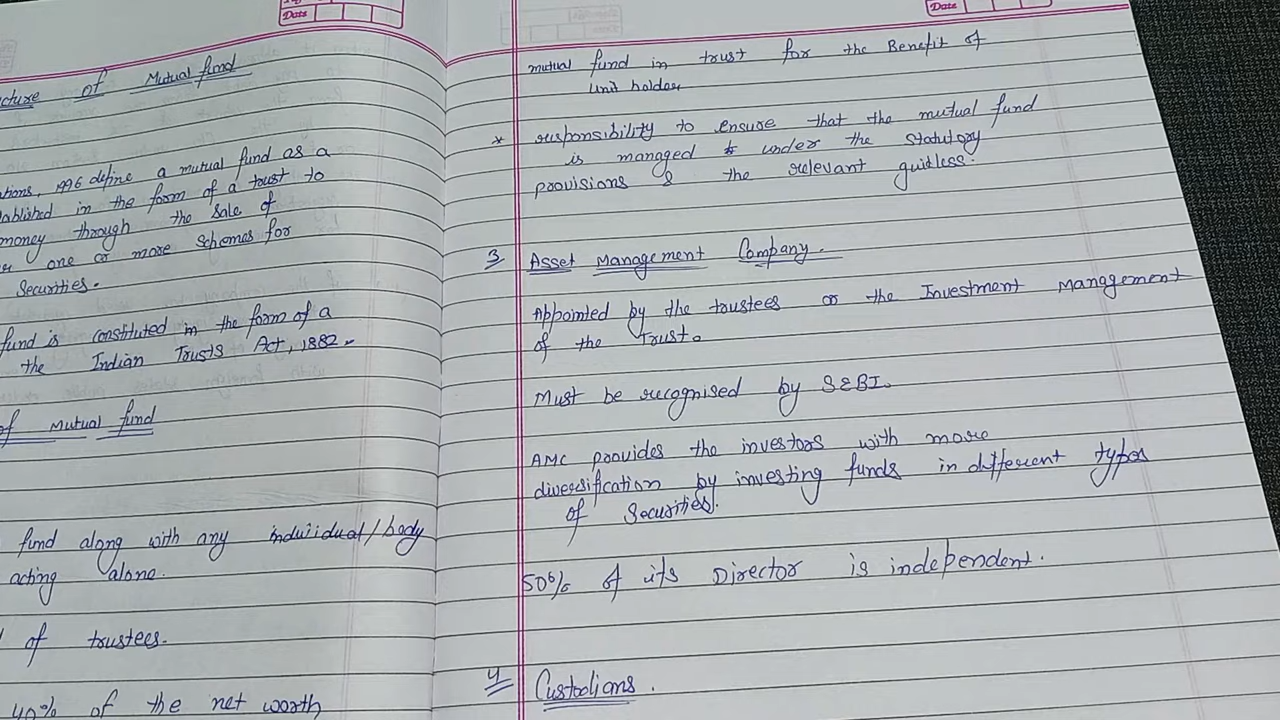 Date
cture of Mutual fund
ations, 1996 define a mutual fund as a
tablished in the form of a trust to
money through the sale of
er one or more schemes for
Securities.
fund is constituted in the form of a
the Indian Trusts Act, 1882.
of Mutual fund
fund along with any individual/body
acting alone.
of trustees.
40% of the net worth
Date
mutual fund in trust for the Benefit of
unit holder
* responsibility to ensure that the mutual fund
is managed under the statutory
provisions & the relevant guidless.
3 Asset Management Company.
Appointed by the trustees or the Investment Management
of the Trust.
Must be recognised by SEBI.
AMC provides the investors with more
diversification by investing funds in different types
of Securities.
50% of its Director is independent.
4 Custodians.